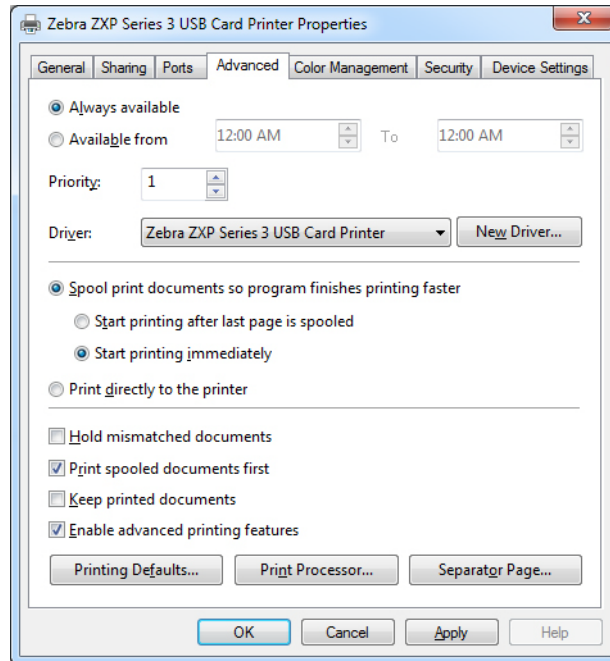 Zebra ZXP Series 3 USB Card Printer Properties
General Sharing Ports Advanced Color Management Security Device Settings
Always available
Available from 12:00 AM To 12:00 AM
Priority: 1
Driver: Zebra ZXP Series 3 USB Card Printer New Driver...
Spool print documents so program finishes printing faster
Start printing after last page is spooled
Start printing immediately
Print directly to the printer
Hold mismatched documents
Print spooled documents first
Keep printed documents
Enable advanced printing features
Printing Defaults... Print Processor... Separator Page...
OK Cancel Apply Help